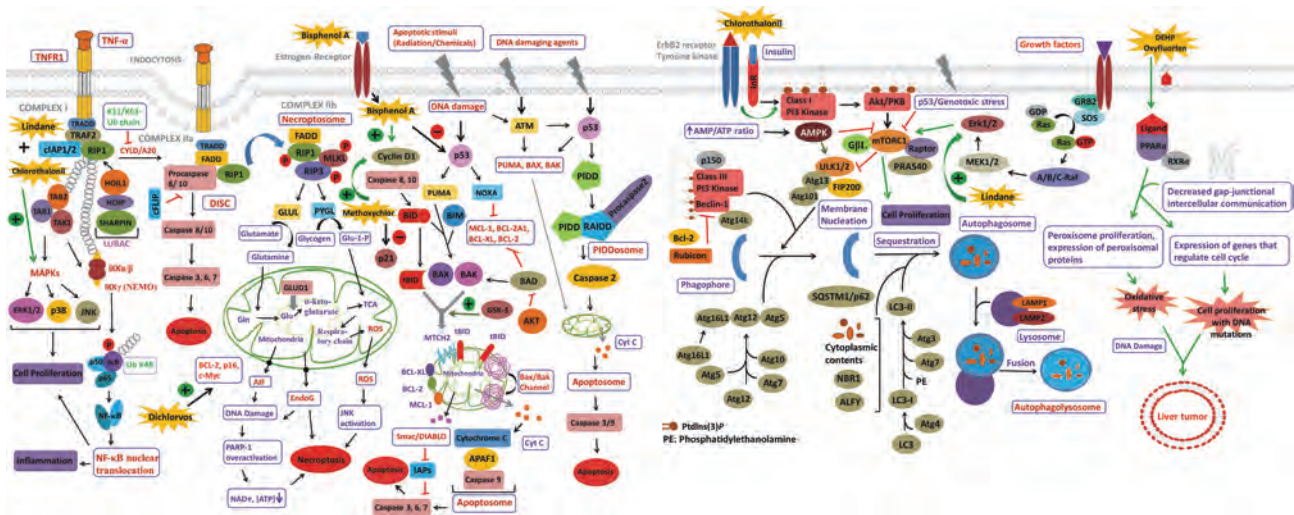 TNF-α
TNFR1
ENDOCYTOSIS
COMPLEX I
TRADD
TRAF2
cIAP1/2
RIP1
Lindane
+
Chlorothalonil
K11/K63-
Ub chain
CYLD/A20
COMPLEX IIa
TRADD
FADD
Procaspase
8/10
RIP1
cFLIP
DISC
Caspase 8/10
Caspase 3, 6, 7
Apoptosis
TAB2
TAB1
TAK1
HOIL1
HOIP
SHARPIN
LUBAC
IKKα/β
IKKγ (NEMO)
MAPKs
ERK1/2
p38
JNK
Cell Proliferation
P
p50
IκB
p65
Ub K48
NF-κB
NF-κB nuclear
translocation
Inflammation
Dichlorvos
BCL-2, p16,
c-Myc
Bisphenol A
Estrogen-Receptor
Bisphenol A
COMPLEX IIb
Necroptosome
FADD
RIP1
MLKL
RIP3
P
P
P
GLUL
PYGL
Glutamate
Glutamine
Glycogen
Glu-1-P
GLUD1
Gln
Glu
α-keto-
glutarate
TCA
Respira-
tory chain
ROS
Mitochondria
AIF
EndoG
ROS
DNA Damage
JNK
activation
PARP-1
overactivation
NAD+, [ATP]
Necroptosis
Cyclin D1
Methoxychlor
p21
Apoptotic stimuli
(Radiation/Chemicals)
DNA damaging agents
DNA damage
ATM
p53
p53
PUMA, BAX, BAK
Caspase 8, 10
PUMA
NOXA
BID
BIM
MCL-1, BCL-2A1,
BCL-XL, BCL-2
BAX
BAK
BAD
GSK-3
AKT
tBID
tBID
MTCH2
Mitochondria
BCL-XL
BCL-2
MCL-1
Bax/Bak
Channel
Smac/DIABLO
Cytochrome C
Cyt C
APAF1
IAPs
Apoptosis
Caspase 9
Caspase 3, 6, 7
Apoptosome
PIDD
PIDD
RAIDD
Procaspase2
PIDDosome
Caspase 2
Cyt C
Apoptosome
Caspase 3/9
Apoptosis
Chlorothalonil
ErbB2 receptor
Tyrosine kinase
Insulin
InR
Class I
PI3 Kinase
Akt/PKB
p53/Genotoxic stress
AMP/ATP ratio
AMPK
mTORC1
GβL
Raptor
PRAS40
ULK1/2
Atg13
FIP200
Atg101
p150
Class III
PI3 Kinase
Beclin-1
Atg14L
Bcl-2
Rubicon
Membrane
Nucleation
Cell Proliferation
Phagophore
Sequestration
Autophagosome
SQSTM1/p62
Cytoplasmic
contents
NBR1
ALFY
Atg16L1
Atg12
Atg5
Atg16L1
Atg5
Atg10
Atg7
Atg12
LC3-II
LC3-I
LC3
Atg3
Atg7
PE
Atg4
LAMP1
LAMP2
Lysosome
Fusion
Autophagolysosome
PtdIns(3)P
PE: Phosphatidylethanolamine
Growth factors
GRB2
SOS
GDP
Ras
Ras
GTP
Erk1/2
MEK1/2
A/B/C-Raf
Lindane
DEHP
Oxyfluorfen
Ligand
PPARα
RXRα
Decreased gap-junctional
intercellular communication
Peroxisome proliferation,
expression of peroxisomal
proteins
Expression of genes that
regulate cell cycle
Oxidative
stress
Cell proliferation
with DNA
mutations
DNA Damage
Liver tumor